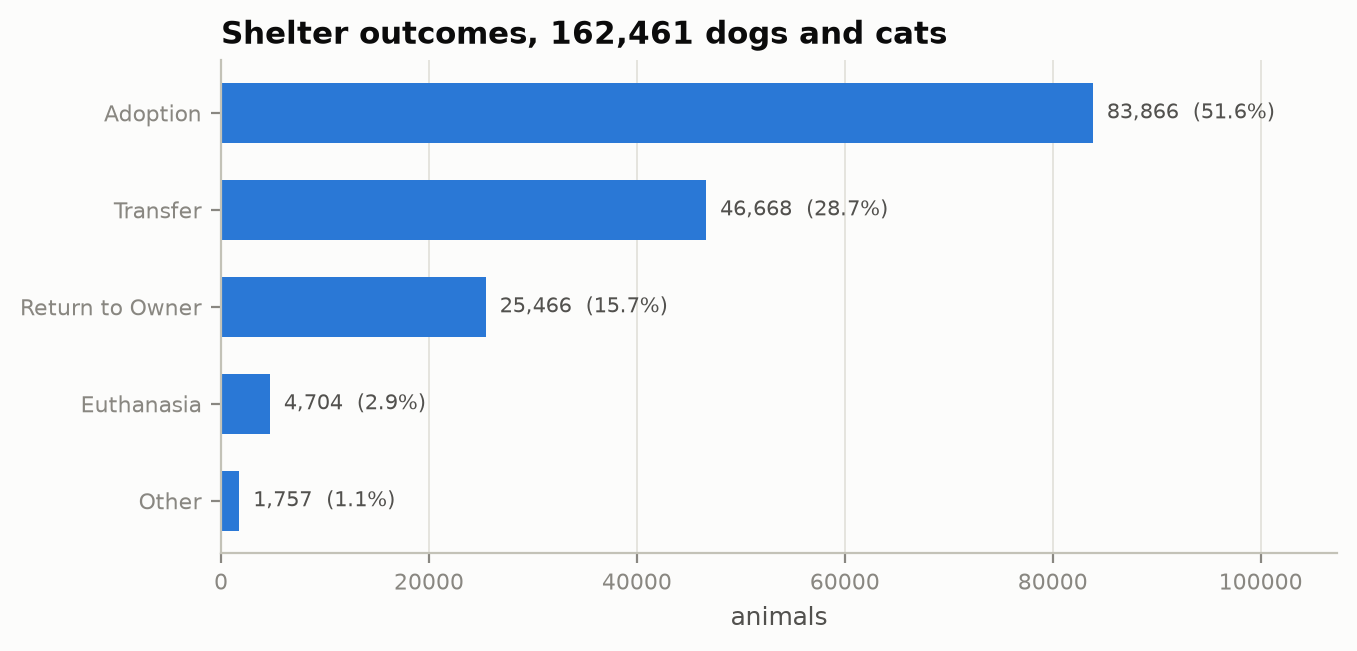 Shelter outcomes, 162,461 dogs and cats
Adoption 83,866 (51.6%)
Transfer 46,668 (28.7%)
Return to Owner 25,466 (15.7%)
Euthanasia 4,704 (2.9%)
Other 1,757 (1.1%)
0 20000 40000 60000 80000 100000
animals